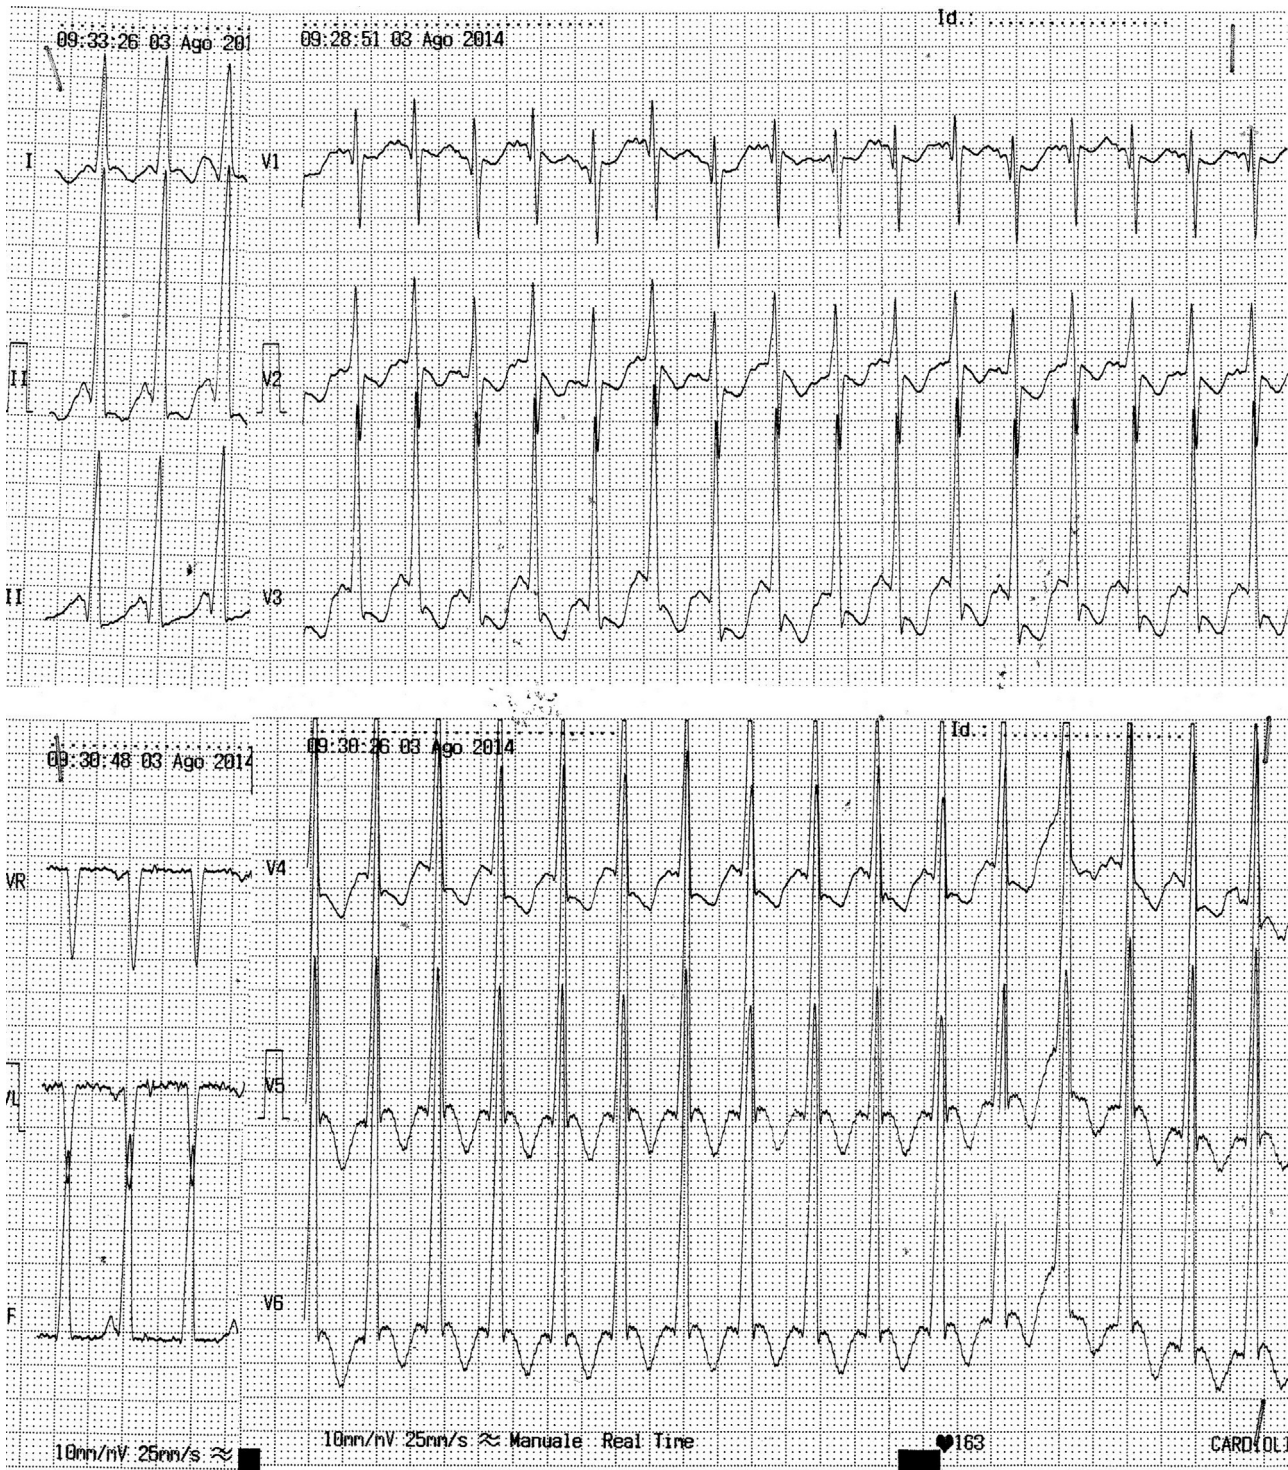 09:33:26 03 Ago 201
09:28:51 03 Ago 2014
Id.:
I
V1
II
V2
II
V3
09:30:48 03 Ago 2014
09:30:26 03 Ago 2014
Id.:
VR
V4
VL
V5
F
V6
10mm/mV 25mm/s
10mm/mV 25mm/s Manuale Real Time
♥163
CARDIOLI